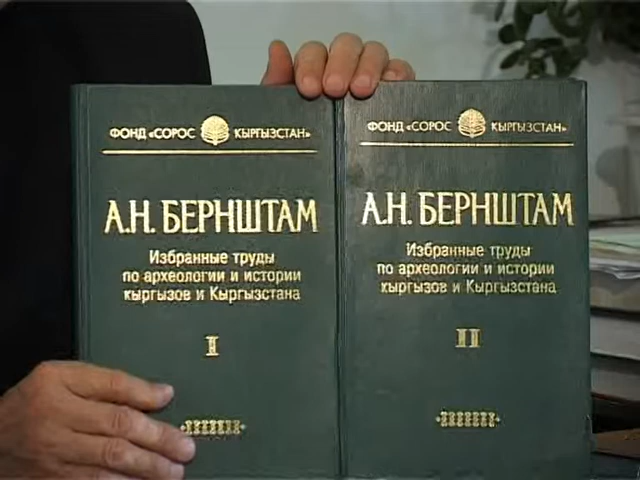 ФОНД «СОРОС КЫРГЫЗСТАН»
А.Н. БЕРНШТАМ
Избранные труды
по археологии и истории
кыргызов и Кыргызстана
I
ФОНД «СОРОС КЫРГЫЗСТАН»
А.Н. БЕРНШТАМ
Избранные труды
по археологии и истории
кыргызов и Кыргызстана
II